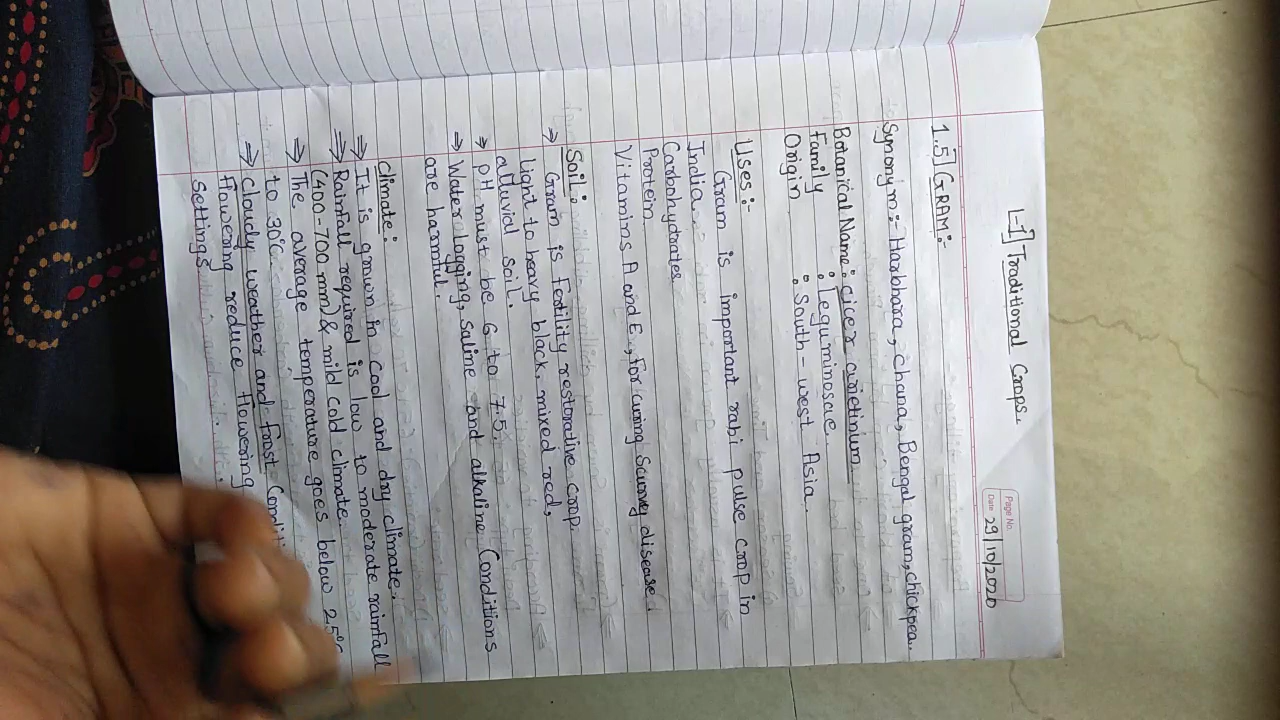 Page No.
Date 29/10/2020
L-1] Traditional Crops.
1.5] GRAM:
Synonym:- Harbhara, chana, Bengal gram, chickpea.
Botanical Name: cicer arietinum
Family : Leguminosae.
Origin : South-west Asia.
Uses:-
Gram is important rabi pulse crop in
India.
Carbohydrates
Protein
Vitamins A and E, for curing Scurvy disease.
Soil:
→ Gram is Fertility restorative crop
Light to heavy black, mixed red,
alluvial soil.
→ pH must be 6 to 7.5.
⇒ Water logging, saline and alkaline Conditions
are harmful.
climate:
⇒ It is grown in Cool and dry climate.
⇒ Rainfall required is low to moderate rainfall
(400-700 mm) & mild cold climate.
⇒ The average temperature goes below 25°C
to 30°C
⇒ cloudy weather and frost
flowering reduce flowering
Settings